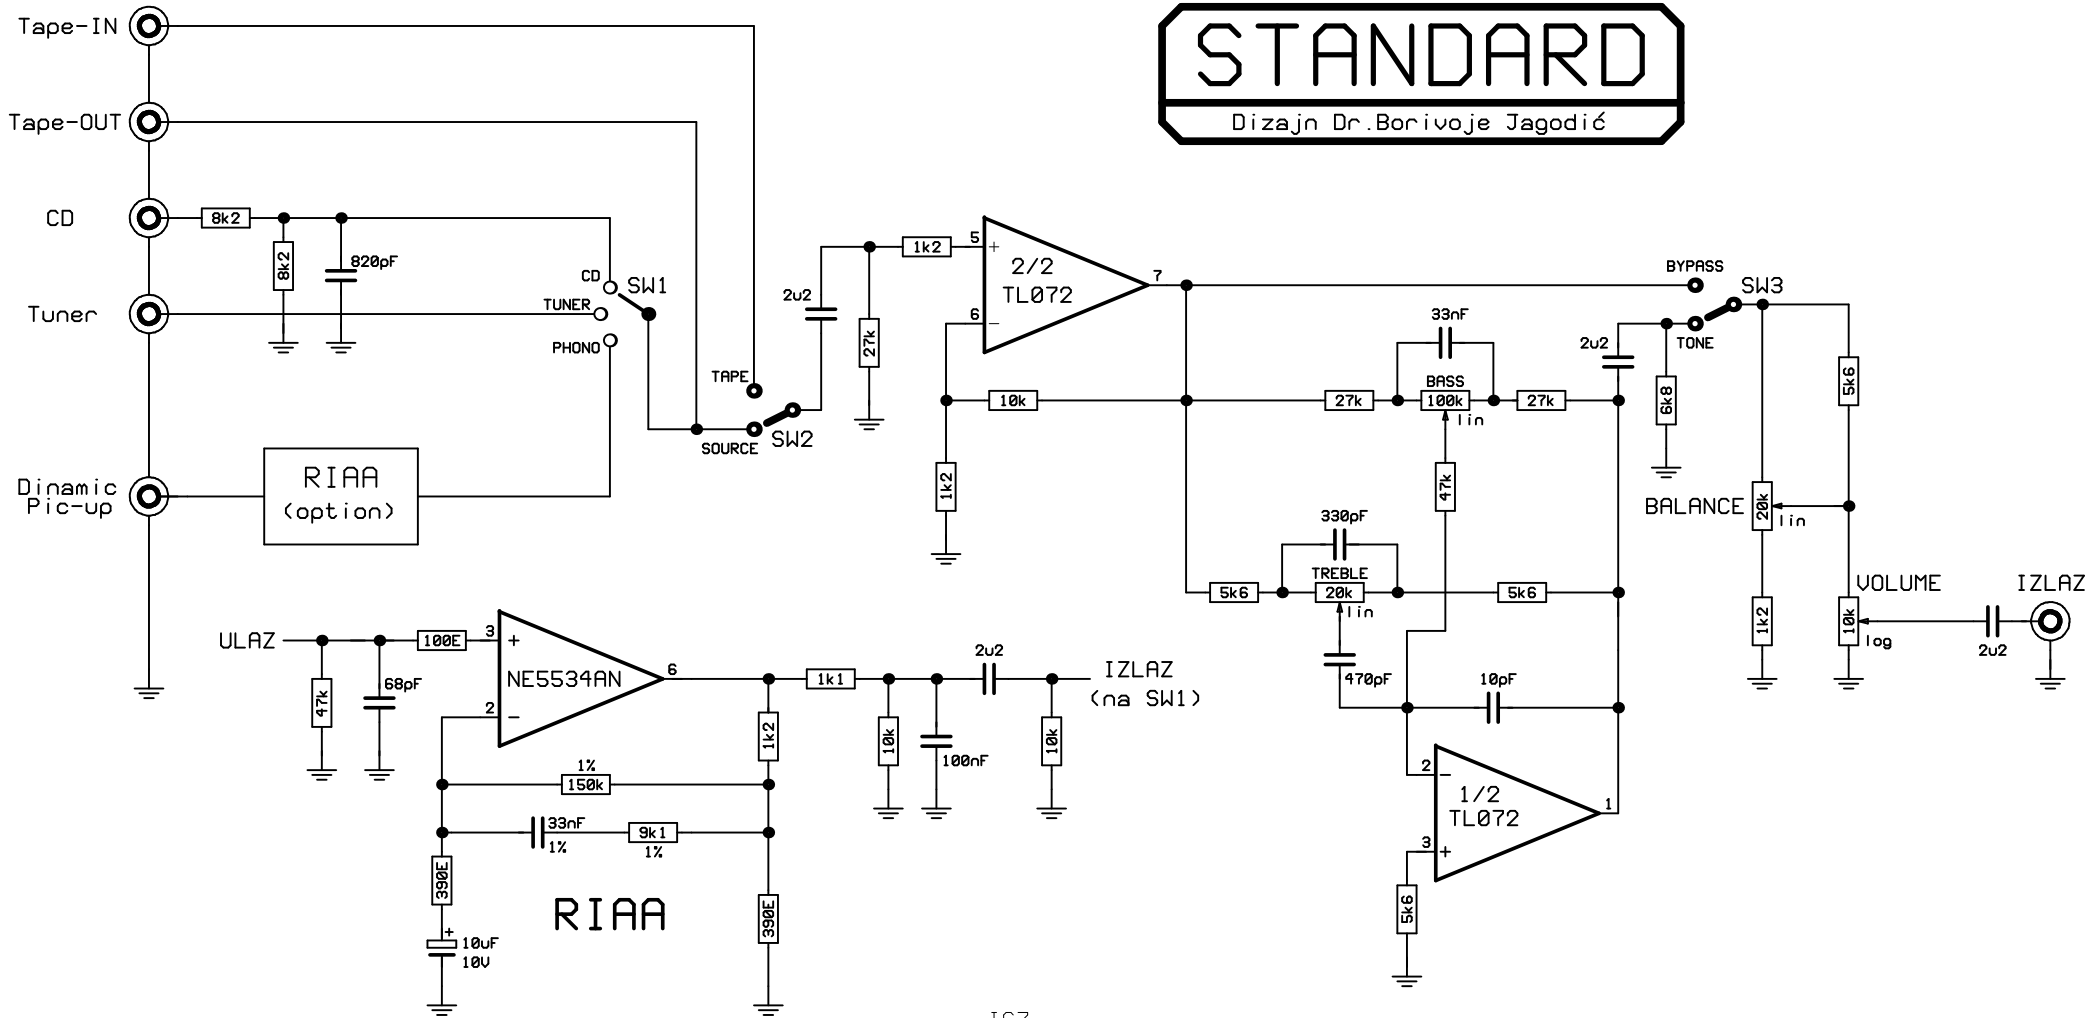 STANDARD
Dizajn Dr.Borivoje Jagodić
Tape-IN
Tape-OUT
CD
8k2
8k2
820pF
Tuner
CD
TUNER
PHONO
SW1
Dinamic
Pic-up
RIAA
(option)
TAPE
SOURCE
SW2
2u2
27k
1k2
5
+
2/2
TL072
7
6
-
10k
1k2
33nF
BASS
27k
100k
lin
27k
47k
330pF
TREBLE
5k6
20k
lin
5k6
470pF
10pF
2
-
1/2
TL072
1
3
+
5k6
2u2
BYPASS
SW3
TONE
6k8
5k6
BALANCE
20k
lin
1k2
VOLUME
10k
log
2u2
IZLAZ
ULAZ
47k
68pF
100E
3
+
NE5534AN
6
2
-
1k1
1k2
10k
100nF
2u2
10k
IZLAZ
(na SW1)
1%
150k
33nF
1%
9k1
1%
390E
390E
+
10uF
10V
RIAA